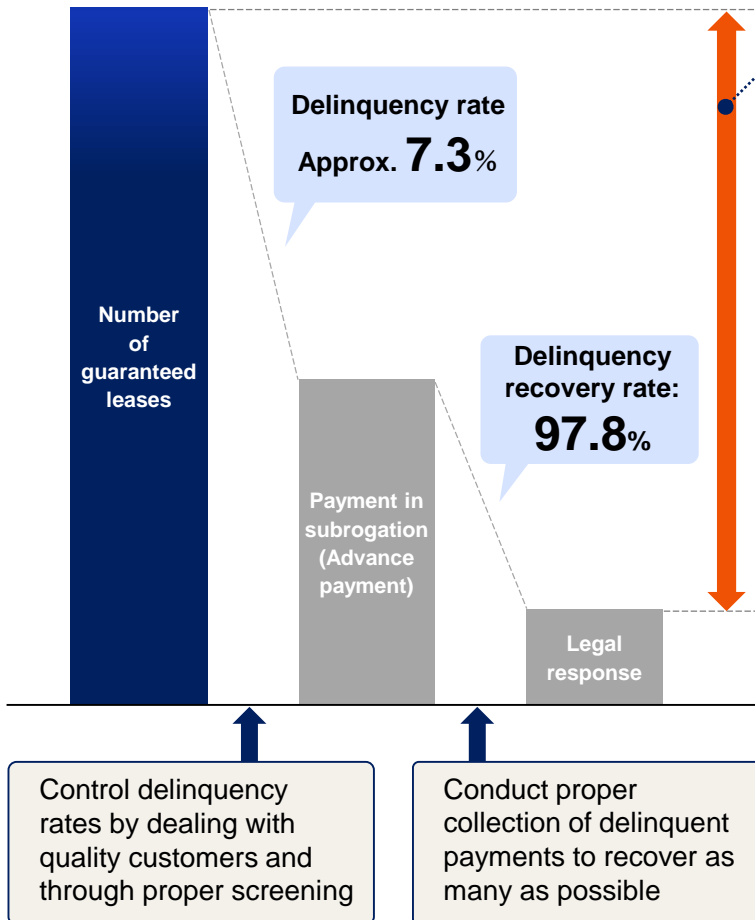 Delinquency rate
Approx. 7.3%
Number
of
guaranteed
leases
Delinquency
recovery rate:
97.8%
Payment in
subrogation
(Advance
payment)
Legal
response
Control delinquency
rates by dealing with
quality customers and
through proper screening
Conduct proper
collection of delinquent
payments to recover as
many as possible